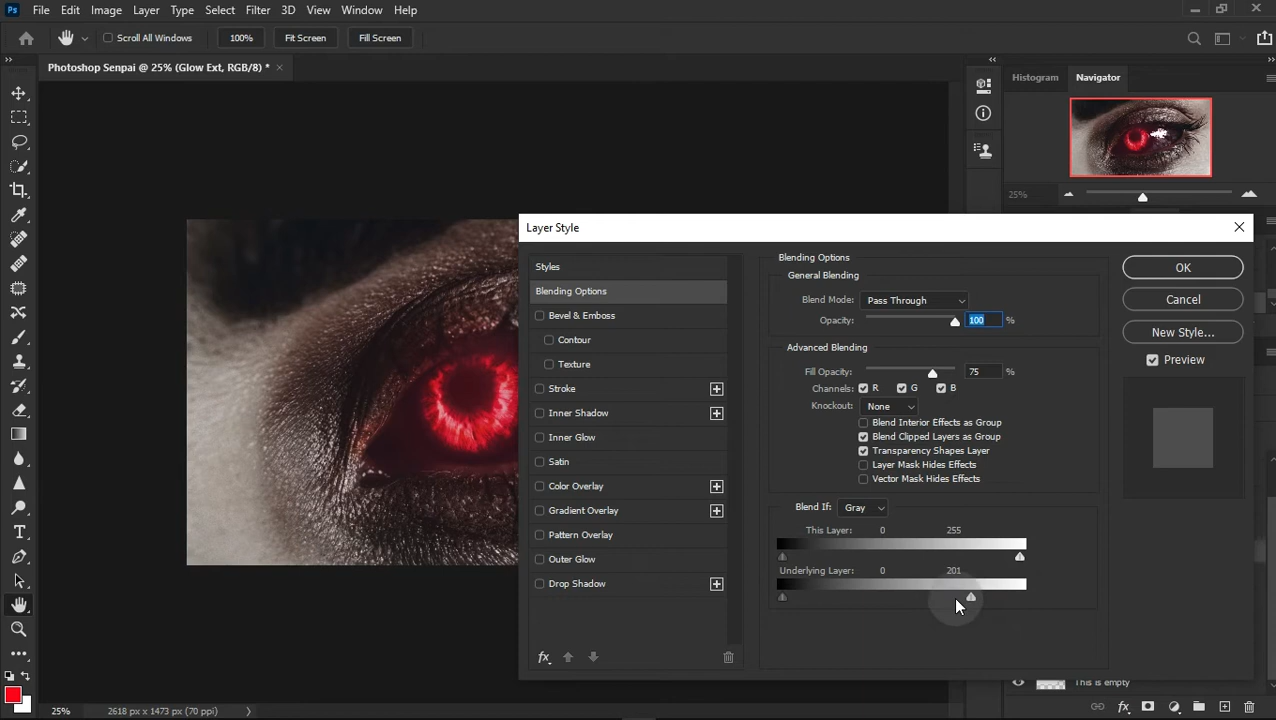 Ps File Edit Image Layer Type Select Filter 3D View Window Help
Scroll All Windows 100% Fit Screen Fill Screen
Photoshop Senpai @ 25% (Glow Ext, RGB/8) * ×
Histogram Navigator
25%
Layer Style
Styles
Blending Options
Bevel & Emboss
Contour
Texture
Stroke
Inner Shadow
Inner Glow
Satin
Color Overlay
Gradient Overlay
Pattern Overlay
Outer Glow
Drop Shadow
fx
Blending Options
General Blending
Blend Mode: Pass Through
Opacity: 100 %
Advanced Blending
Fill Opacity: 75 %
Channels: R G B
Knockout: None
Blend Interior Effects as Group
Blend Clipped Layers as Group
Transparency Shapes Layer
Layer Mask Hides Effects
Vector Mask Hides Effects
Blend If: Gray
This Layer: 0 255
Underlying Layer: 0 201
OK
Cancel
New Style...
Preview
This is empty
fx
25% 2618 px x 1473 px (70 ppi)